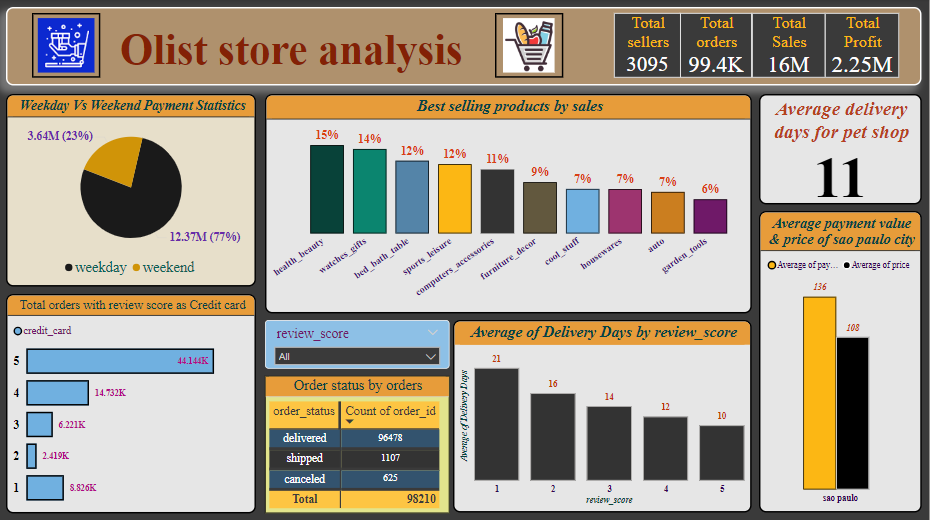 Olist store analysis
Total sellers
3095
Total orders
99.4K
Total Sales
16M
Total Profit
2.25M
Weekday Vs Weekend Payment Statistics
3.64M (23%)
12.37M (77%)
weekday weekend
Best selling products by sales
15% 14% 12% 12% 11% 9% 7% 7% 7% 6%
health_beauty watches_gifts bed_bath_table sports_leisure computers_accessories furniture_decor cool_stuff housewares auto garden_tools
Average delivery
days for pet shop
11
Average payment value
& price of sao paulo city
Average of pay... Average of price
136
108
sao paulo
Total orders with review score as Credit card
credit_card
5 44.144K
4 14.732K
3 6.221K
2 2.419K
1 8.826K
review_score
All
Order status by orders
order_status Count of order_id
delivered 96478
shipped 1107
canceled 625
Total 98210
Average of Delivery Days by review_score
Average of Delivery Days
21 16 14 12 10
1 2 3 4 5
review_score